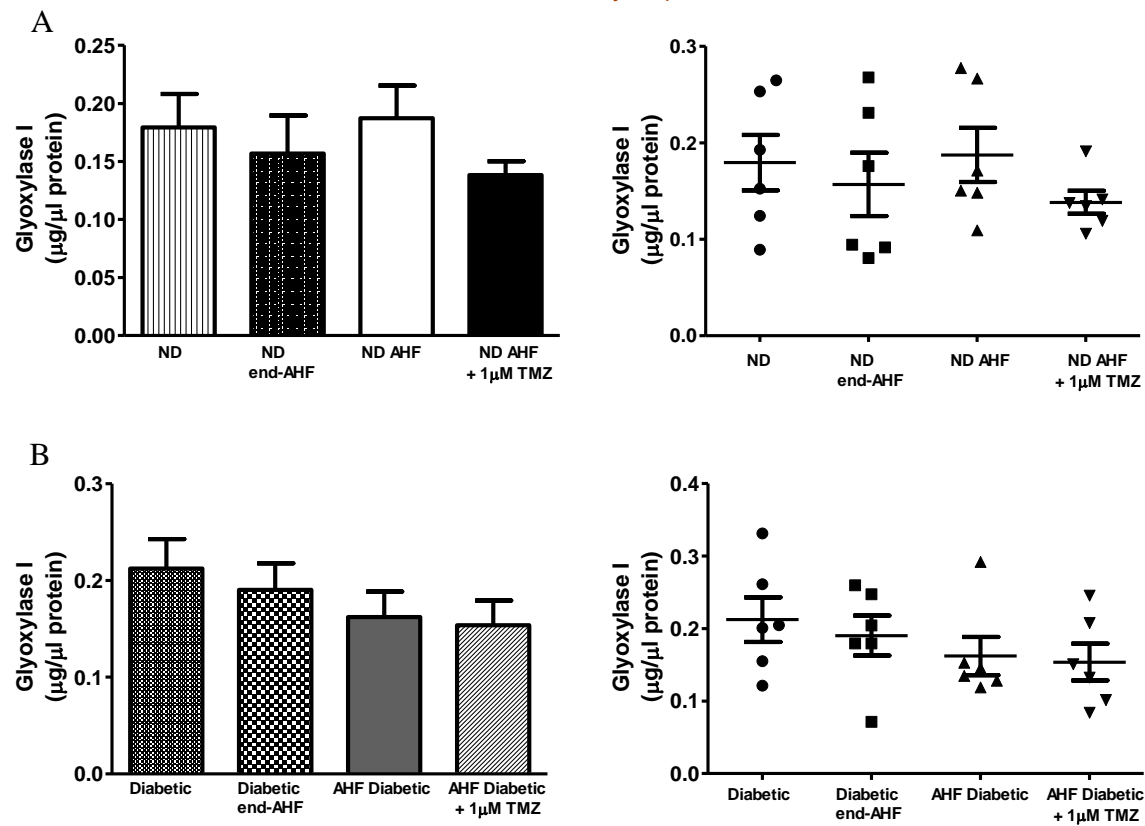 A
0.25
0.20
0.15
0.10
0.05
0.00
Glyoxylase I
(μg/μl protein)
ND
ND
end-AHF
ND AHF
ND AHF
+ 1μM TMZ
0.3
0.2
0.1
0.0
Glyoxylase I
(μg/μl protein)
ND
ND
end-AHF
ND AHF
ND AHF
+ 1μM TMZ
B
0.3
0.2
0.1
0.0
Glyoxylase I
(μg/μl protein)
Diabetic
Diabetic
end-AHF
AHF Diabetic
AHF Diabetic
+ 1μM TMZ
0.4
0.3
0.2
0.1
0.0
Glyoxylase I
(μg/μl protein)
Diabetic
Diabetic
end-AHF
AHF Diabetic
AHF Diabetic
+ 1μM TMZ